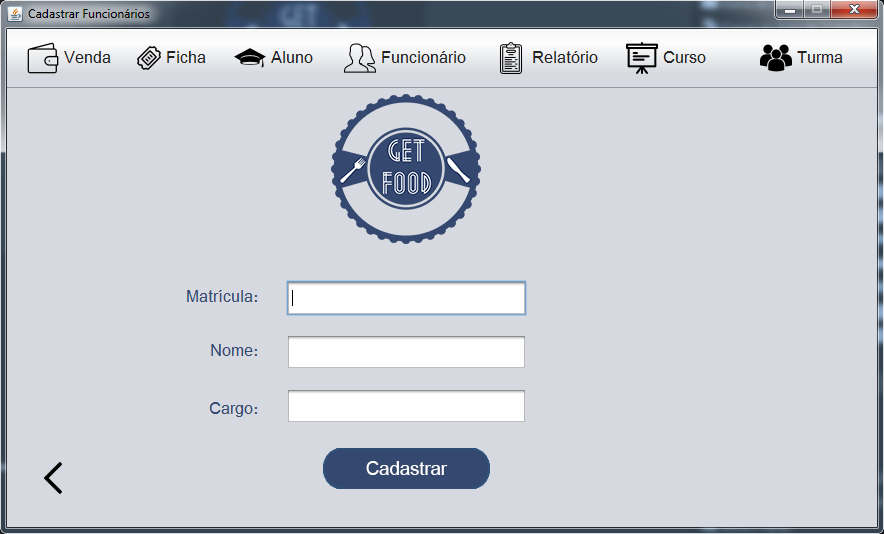 Cadastrar Funcionários
Venda Ficha Aluno Funcionário Relatório Curso Turma
GET
FOOD
Matrícula:
Nome:
Cargo:
Cadastrar